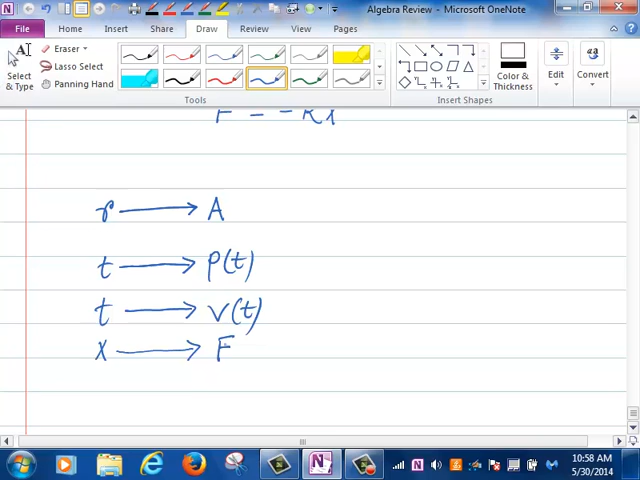 Algebra Review - Microsoft OneNote
File Home Insert Share Draw Review View
Select & Type
Eraser
Lasso Select
Panning Hand
Color & Thickness
Edit
Convert
Tools
Insert Shapes
F = -kx
r → A
t → p(t)
t → v(t)
x → F
10:58 AM
5/30/2014